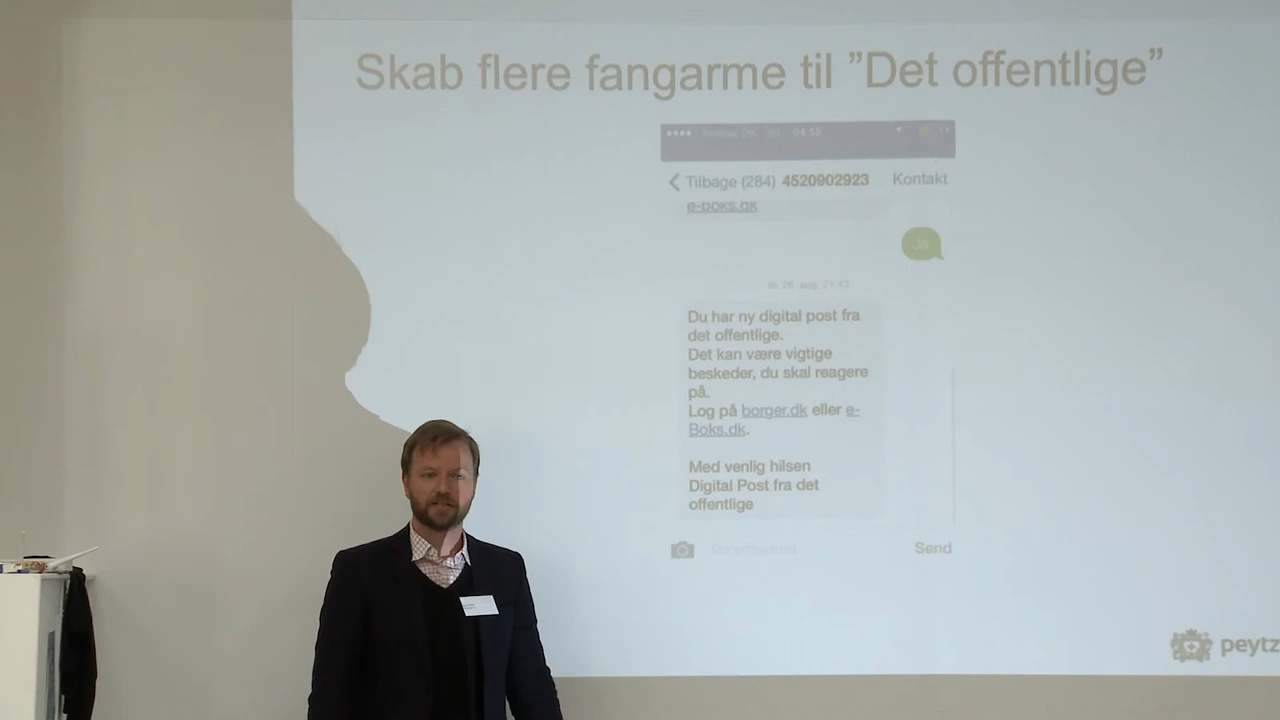 Skab flere fangarme til ”Det offentlige”
04.55
Tilbage (284) 4520902923 Kontakt
e-boks.dk
Ja
Du har ny digital post fra
det offentlige.
Det kan være vigtige
beskeder, du skal reagere
på.
Log på borger.dk eller e-
Boks.dk.
Med venlig hilsen
Digital Post fra det
offentlige
Send
peytz